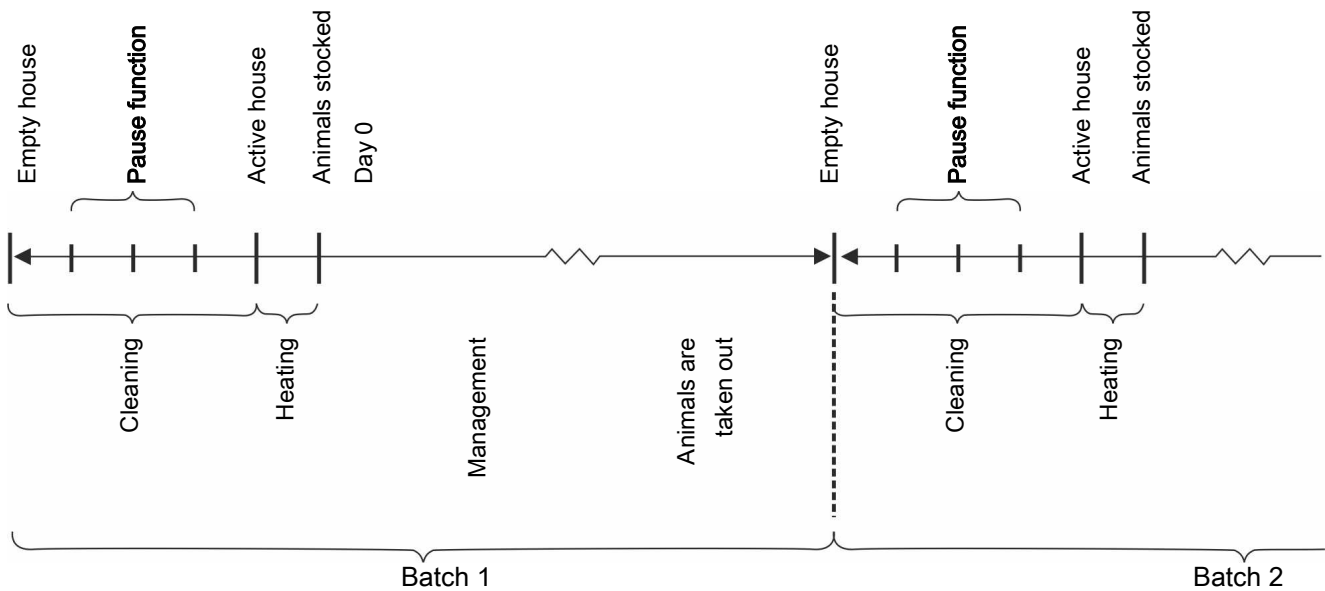 Empty house
Pause function
Active house
Animals stocked
Day 0
Empty house
Pause function
Active house
Animals stocked
Cleaning
Heating
Management
Animals are
taken out
Cleaning
Heating
Batch 1
Batch 2